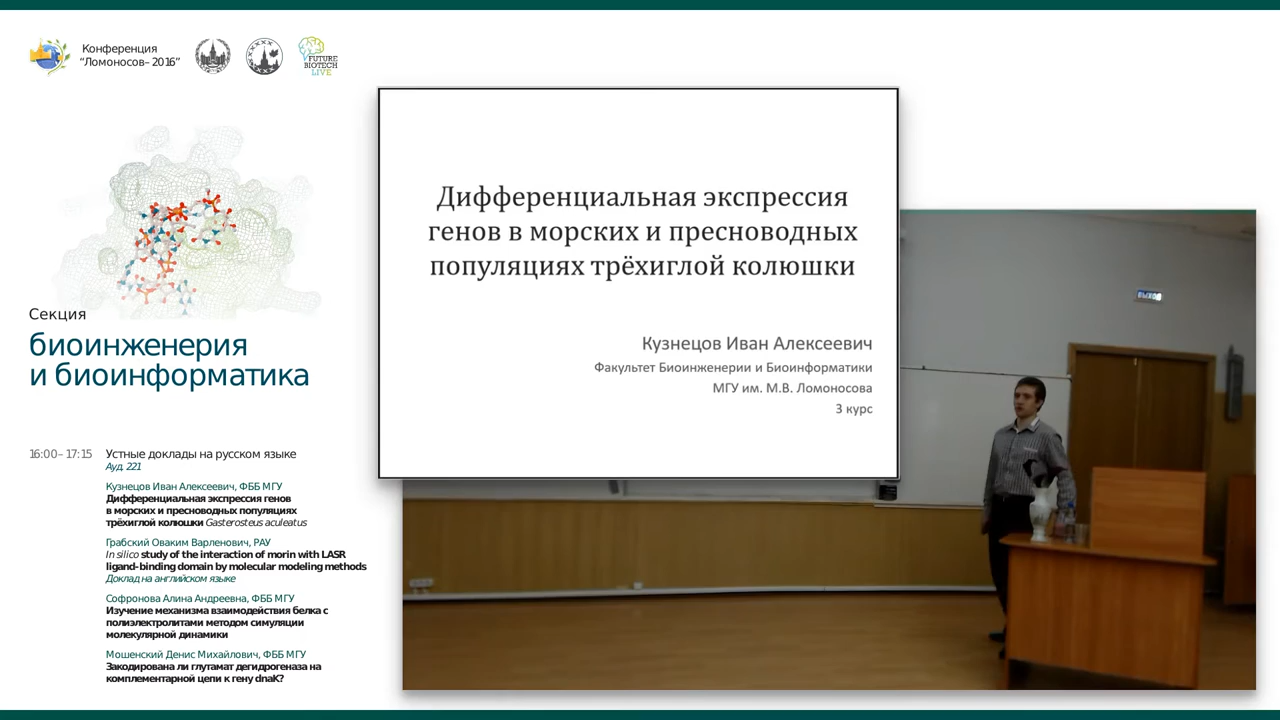 Конференция
“Ломоносов–2016”
FUTURE
BIOTECH
LIVE
Дифференциальная экспрессия
генов в морских и пресноводных
популяциях трёхиглой колюшки
Кузнецов Иван Алексеевич
Факультет Биоинженерии и Биоинформатики
МГУ им. М.В. Ломоносова
3 курс
ВЫХОД
Секция
биоинженерия
и биоинформатика
16:00–17:15 Устные доклады на русском языке
Ауд. 221
Кузнецов Иван Алексеевич, ФББ МГУ
Дифференциальная экспрессия генов
в морских и пресноводных популяциях
трёхиглой колюшки Gasterosteus aculeatus
Грабский Оваким Варленович, РАУ
In silico study of the interaction of morin with LASR
ligand-binding domain by molecular modeling methods
Доклад на английском языке
Софронова Алина Андреевна, ФББ МГУ
Изучение механизма взаимодействия белка с
полиэлектролитами методом симуляции
молекулярной динамики
Мошенский Денис Михайлович, ФББ МГУ
Закодирована ли глутамат дегидрогеназа на
комплементарной цепи к гену dnaK?